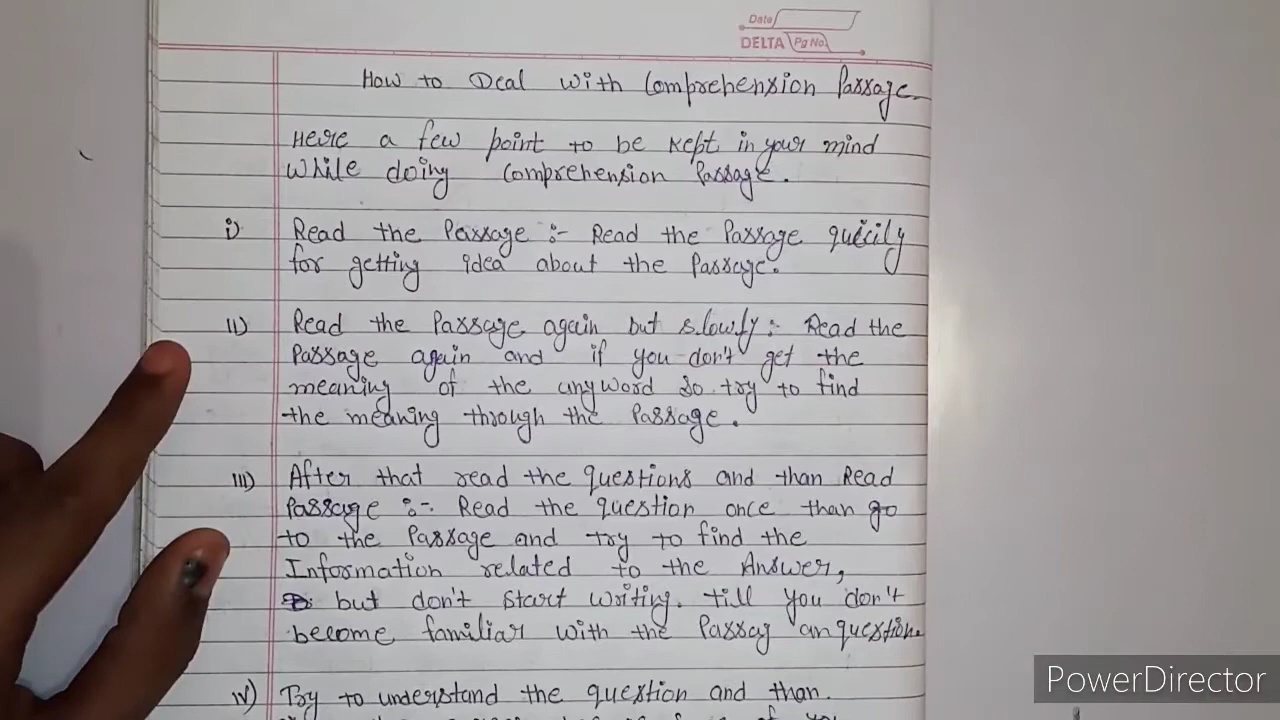 Date
DELTA Pg No.
How to Deal with Comprehension Passage.
Here a few point to be kept in your mind
While doing Comprehension Passage.
i) Read the Passage :- Read the Passage quicily
for getting idea about the Passage.
II) Read the Passage again but slowly :- Read the
Passage again and if you don't get the
meaning of the anyword so try to find
the meaning through the Passage.
III) After that read the questions and than Read
Passage :- Read the question once than go
to the Passage and try to find the
Information related to the Answer,
but don't start writing. till you don't
become familiar with the Passag an question.
IV) Try to understand the question and than.
PowerDirector